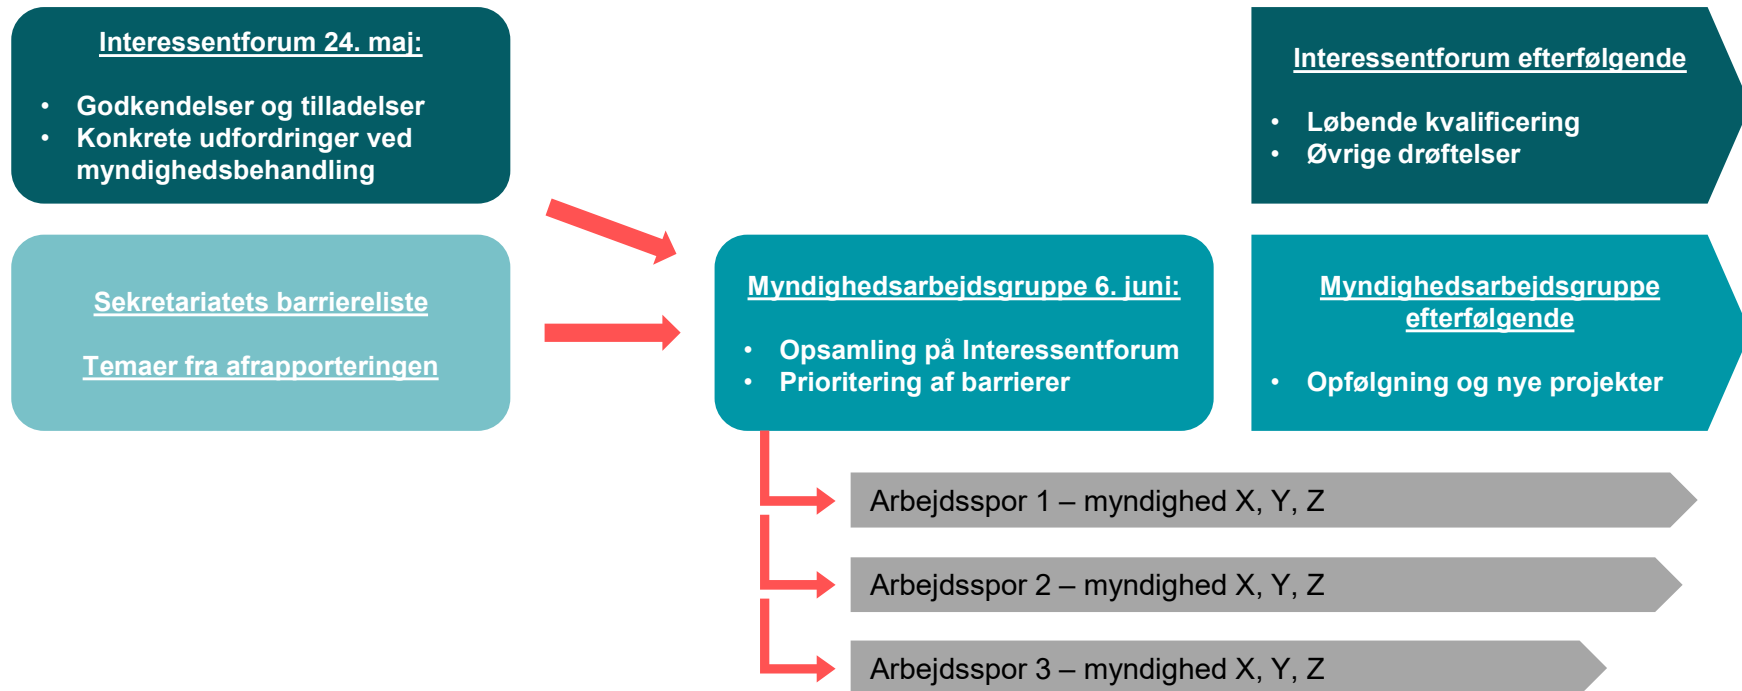 Interessentforum 24. maj:
• Godkendelser og tilladelser
• Konkrete udfordringer ved
myndighedsbehandling
Sekretariatets barriereliste
Temaer fra afrapporteringen
Myndighedsarbejdsgruppe 6. juni:
• Opsamling på Interessentforum
• Prioritering af barrierer
Interessentforum efterfølgende
• Løbende kvalificering
• Øvrige drøftelser
Myndighedsarbejdsgruppe
efterfølgende
• Opfølgning og nye projekter
Arbejdsspor 1 – myndighed X, Y, Z
Arbejdsspor 2 – myndighed X, Y, Z
Arbejdsspor 3 – myndighed X, Y, Z